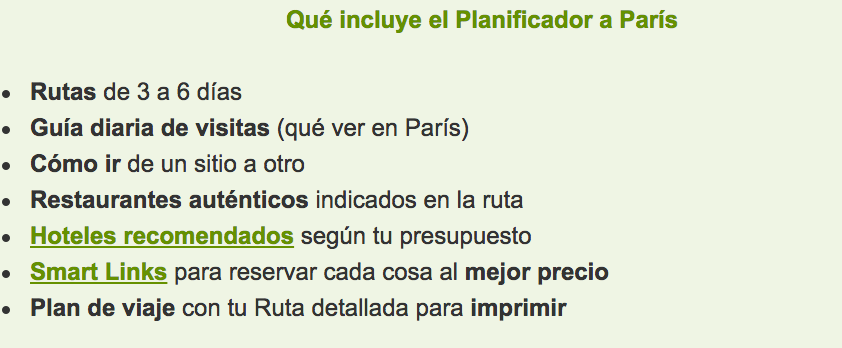 Qué incluye el Planificador a París
• Rutas de 3 a 6 días
• Guía diaria de visitas (qué ver en París)
• Cómo ir de un sitio a otro
• Restaurantes auténticos indicados en la ruta
• Hoteles recomendados según tu presupuesto
• Smart Links para reservar cada cosa al mejor precio
• Plan de viaje con tu Ruta detallada para imprimir